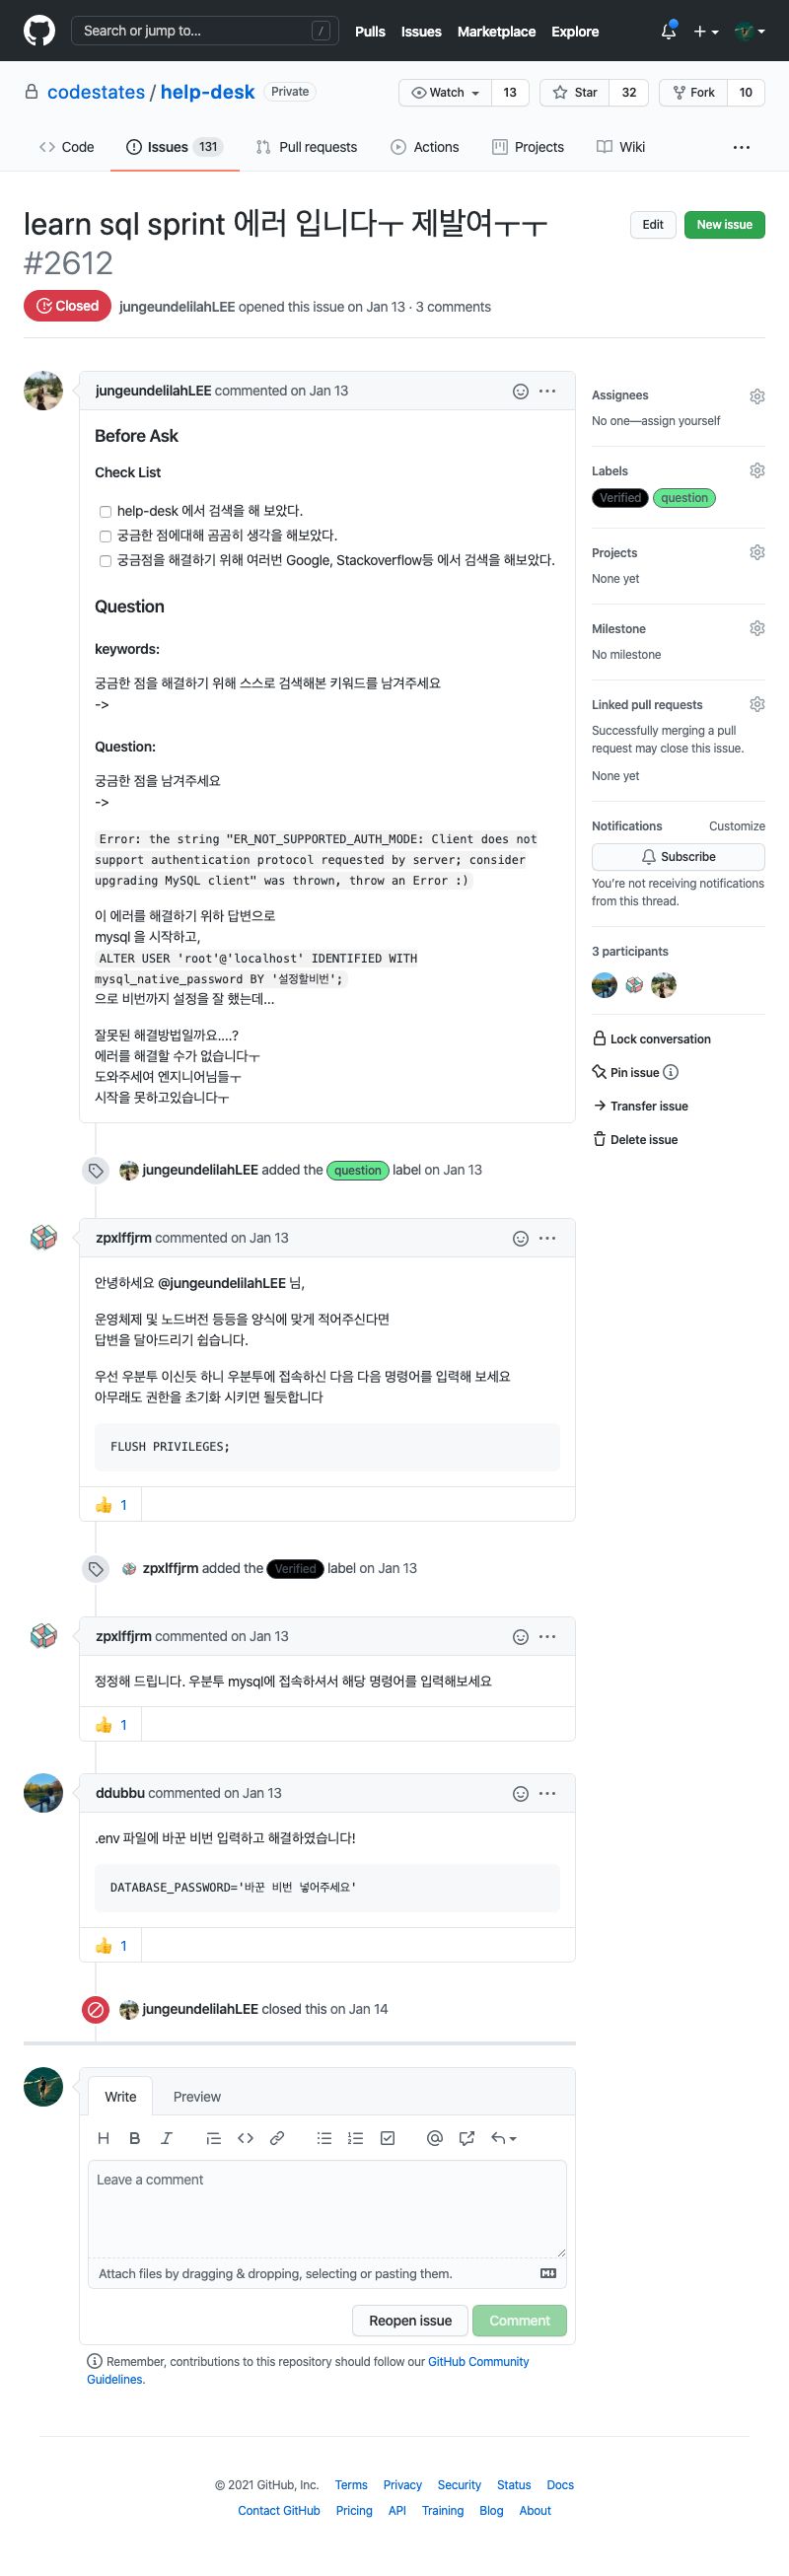 Search or jump to...
/
Pulls Issues Marketplace Explore
codestates / help-desk Private
Watch 13 Star 32 Fork 10
Code Issues 131 Pull requests Actions Projects Wiki
learn sql sprint 에러 입니다ㅜ 제발여ㅜㅜ
#2612
Edit New issue
Closed jungeundelilahLEE opened this issue on Jan 13 · 3 comments
jungeundelilahLEE commented on Jan 13
Before Ask
Check List
help-desk 에서 검색을 해 보았다.
궁금한 점에대해 곰곰히 생각을 해보았다.
궁금점을 해결하기 위해 여러번 Google, Stackoverflow등 에서 검색을 해보았다.
Question
keywords:
궁금한 점을 해결하기 위해 스스로 검색해본 키워드를 남겨주세요
->
Question:
궁금한 점을 남겨주세요
->
Error: the string "ER_NOT_SUPPORTED_AUTH_MODE: Client does not
support authentication protocol requested by server; consider
upgrading MySQL client" was thrown, throw an Error :)
이 에러를 해결하기 위하 답변으로
mysql 을 시작하고,
ALTER USER 'root'@'localhost' IDENTIFIED WITH
mysql_native_password BY '설정할비번';
으로 비번까지 설정을 잘 했는데...
잘못된 해결방법일까요....?
에러를 해결할 수가 없습니다ㅜ
도와주세여 엔지니어님들ㅜ
시작을 못하고있습니다ㅜ
Assignees
No one—assign yourself
Labels
Verified question
Projects
None yet
Milestone
No milestone
Linked pull requests
Successfully merging a pull
request may close this issue.
None yet
Notifications Customize
Subscribe
You're not receiving notifications
from this thread.
3 participants
Lock conversation
Pin issue
Transfer issue
Delete issue
jungeundelilahLEE added the question label on Jan 13
zpxlffjrm commented on Jan 13
안녕하세요 @jungeundelilahLEE 님,
운영체제 및 노드버전 등등을 양식에 맞게 적어주신다면
답변을 달아드리기 쉽습니다.
우선 우분투 이신듯 하니 우분투에 접속하신 다음 다음 명령어를 입력해 보세요
아무래도 권한을 초기화 시키면 될듯합니다
FLUSH PRIVILEGES;
👍 1
zpxlffjrm added the Verified label on Jan 13
zpxlffjrm commented on Jan 13
정정해 드립니다. 우분투 mysql에 접속하셔서 해당 명령어를 입력해보세요
👍 1
ddubbu commented on Jan 13
.env 파일에 바꾼 비번 입력하고 해결하였습니다!
DATABASE_PASSWORD='바꾼 비번 넣어주세요'
👍 1
jungeundelilahLEE closed this on Jan 14
Write Preview
Leave a comment
Attach files by dragging & dropping, selecting or pasting them.
Reopen issue Comment
Remember, contributions to this repository should follow our GitHub Community
Guidelines.
© 2021 GitHub, Inc. Terms Privacy Security Status Docs
Contact GitHub Pricing API Training Blog About